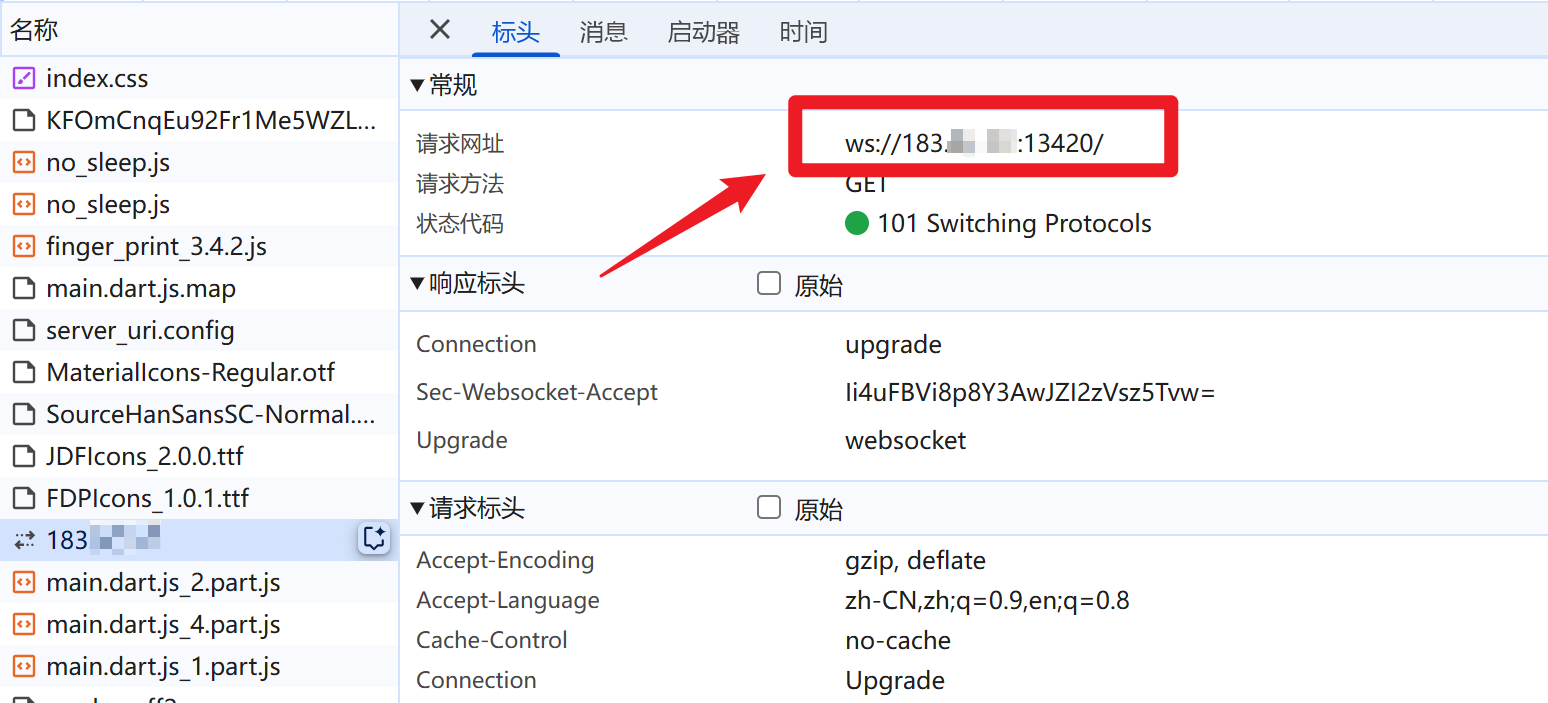 名称
index.css
KFOmCnqEu92Fr1Me5WZL...
no_sleep.js
no_sleep.js
finger_print_3.4.2.js
main.dart.js.map
server_uri.config
MaterialIcons-Regular.otf
SourceHanSansSC-Normal....
JDFIcons_2.0.0.ttf
FDPIcons_1.0.1.ttf
183
main.dart.js_2.part.js
main.dart.js_4.part.js
main.dart.js_1.part.js
标头 消息 启动器 时间
常规
请求网址 ws://183. :13420/
请求方法 GET
状态代码 101 Switching Protocols
响应标头 原始
Connection upgrade
Sec-Websocket-Accept Ii4uFBVi8p8Y3AwJZI2zVsz5Tvw=
Upgrade websocket
请求标头 原始
Accept-Encoding gzip, deflate
Accept-Language zh-CN,zh;q=0.9,en;q=0.8
Cache-Control no-cache
Connection Upgrade